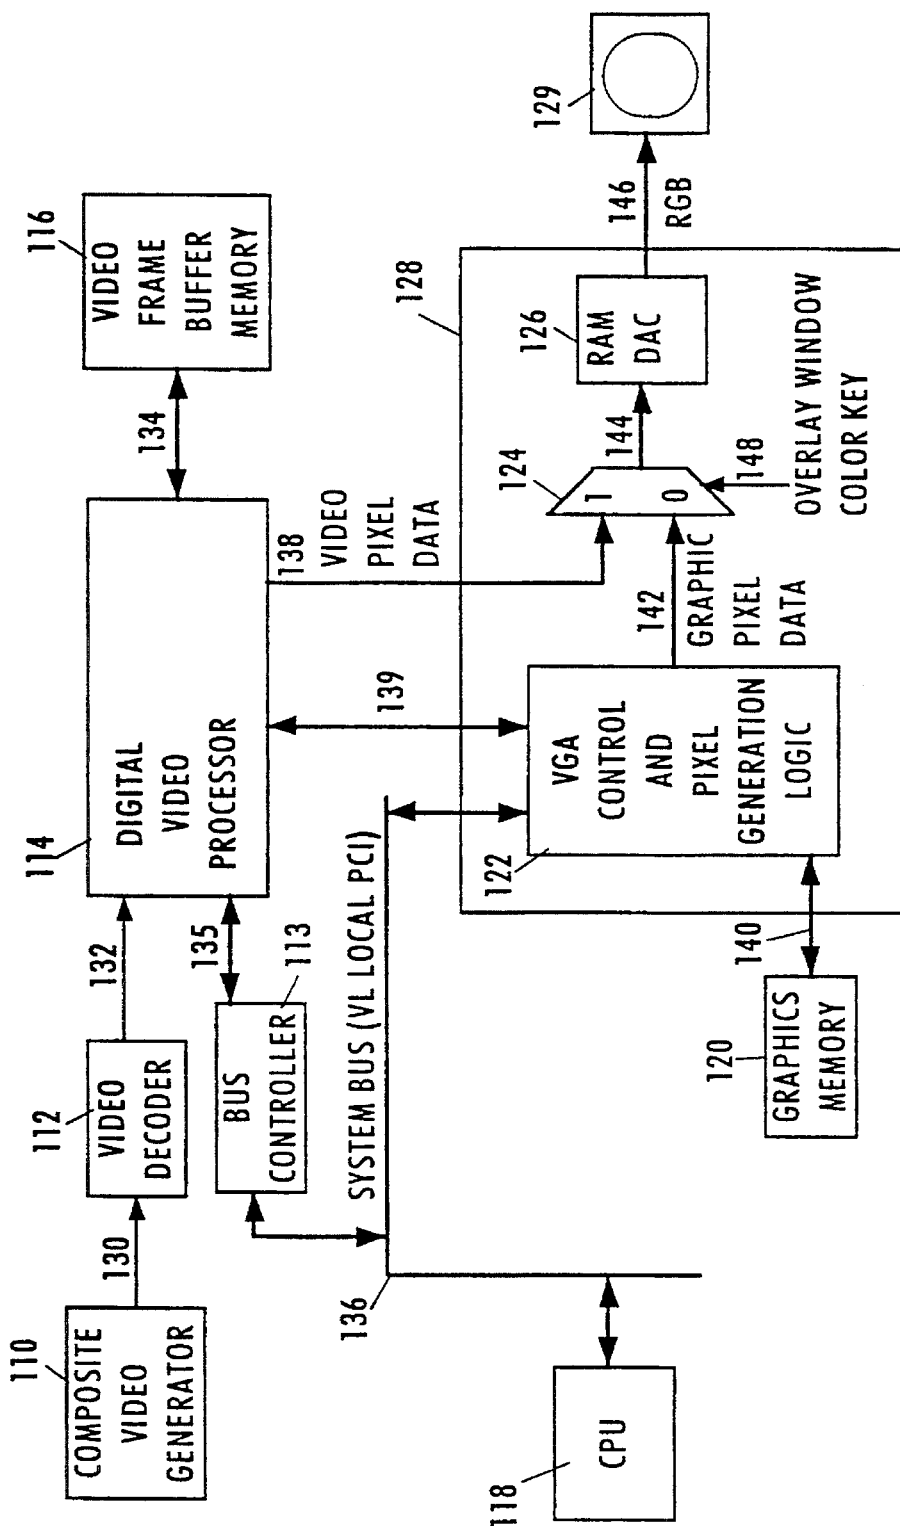 110
COMPOSITE
VIDEO
GENERATOR
130
112
VIDEO
DECODER
132
114
DIGITAL
VIDEO
PROCESSOR
134
116
VIDEO
FRAME
BUFFER
MEMORY
135
113
BUS
CONTROLLER
138
VIDEO
PIXEL
DATA
SYSTEM BUS (VL LOCAL PCI)
136
139
128
118
CPU
122
VGA
CONTROL
AND
PIXEL
GENERATION
LOGIC
142
GRAPHIC
PIXEL
DATA
124
1
0
144
126
RAM
DAC
146
RGB
129
148
OVERLAY WINDOW
COLOR KEY
140
120
GRAPHICS
MEMORY